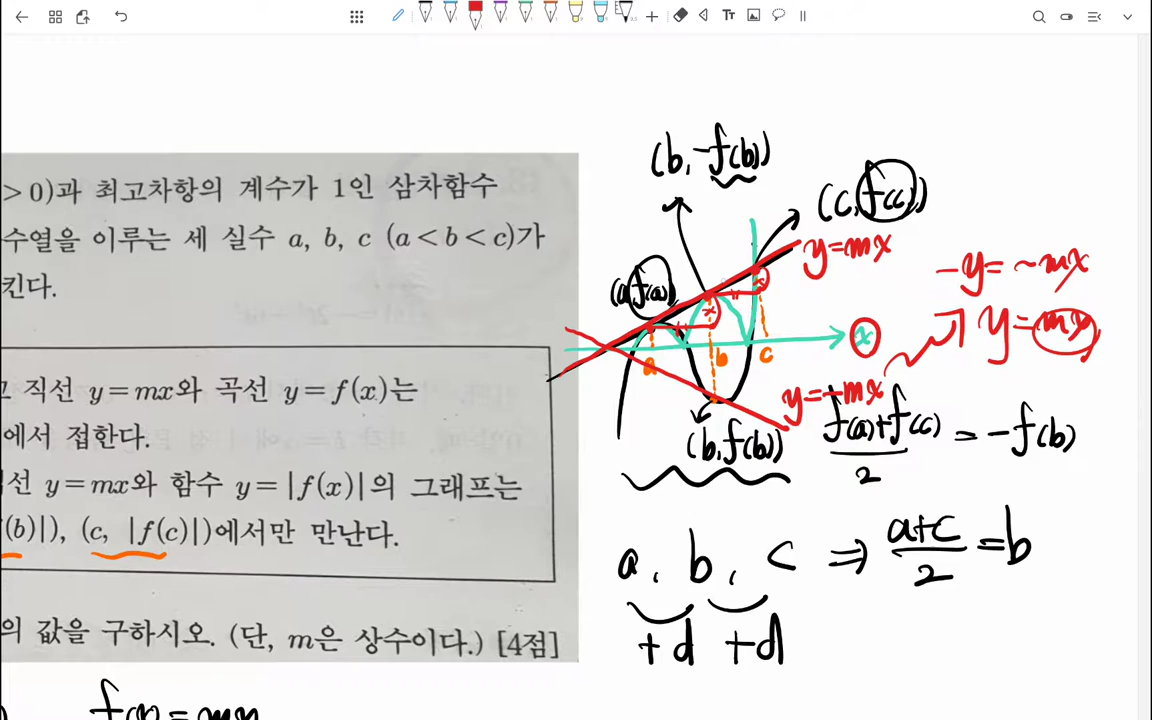 > 0)과 최고차항의 계수가 1인 삼차함수
수열을 이루는 세 실수 a, b, c (a<b<c)가
킨다.
직선 y=mx와 곡선 y=f(x)는
에서 접한다.
선 y=mx와 함수 y=|f(x)|의 그래프는
(b)|), (c, |f(c)|)에서만 만난다.
의 값을 구하시오. (단, m은 상수이다.) [4점]
f(x)=mx
(b, -f(b))
(c, f(c))
(a, f(a))
y=mx
-y=-mx
y=mx
x
a
b
c
y=-mx
(b, f(b))
f(a)+f(c)/2 = -f(b)
a, b, c ⇒ a+c/2 = b
+d +d